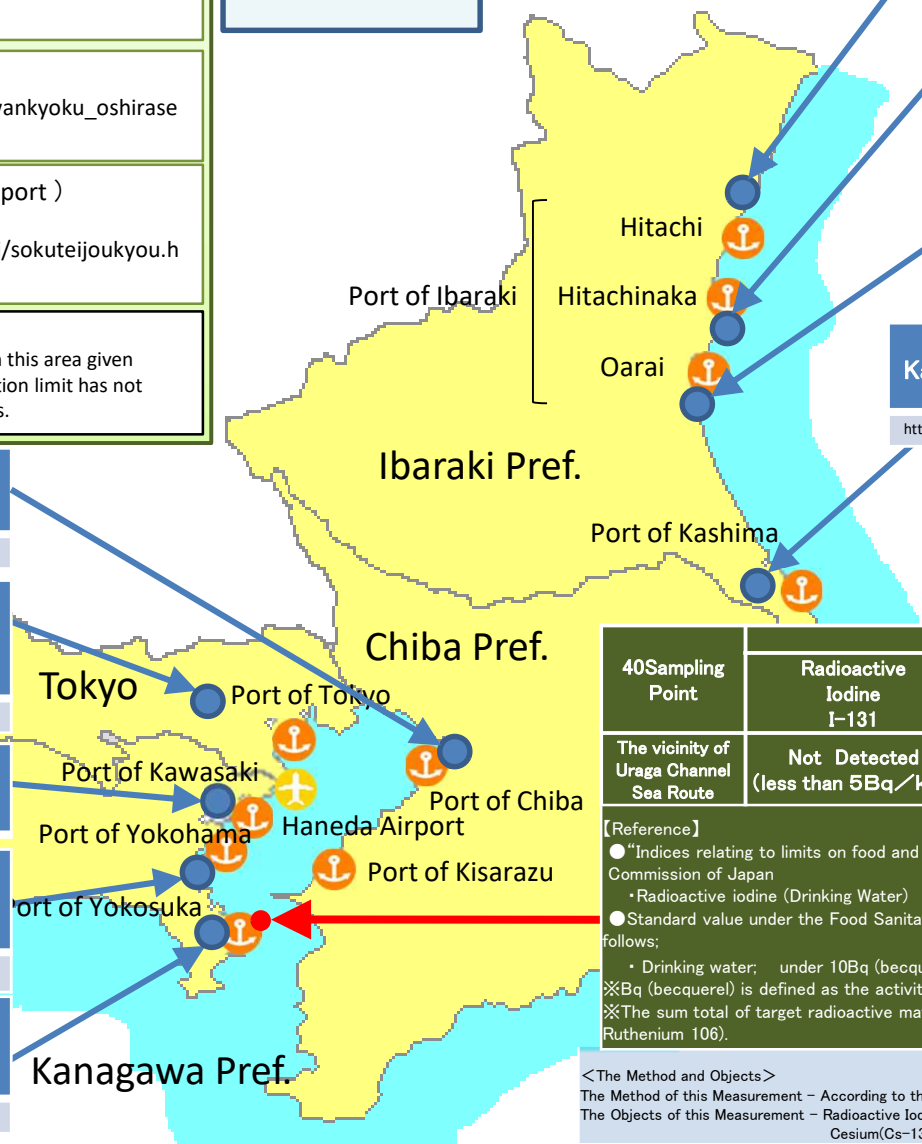 wankyoku_oshirase
port )
i/sokuteijoukyou.h
this area given
tion limit has not
s.
Hitachi
Port of Ibaraki
Hitachinaka
Oarai
Ka
htt
Ibaraki Pref.
Port of Kashima
Chiba Pref.
Tokyo
Port of Tokyo
Port of Kawasaki
Port of Chiba
Port of Yokohama
Haneda Airport
Port of Kisarazu
ort of Yokosuka
Kanagawa Pref.
40Sampling
Point
Radioactive
Iodine
I-131
The vicinity of
Uraga Channel
Sea Route
Not Detected
(less than 5Bq/k
【Reference】
●“Indices relating to limits on food and
Commission of Japan
・Radioactive iodine (Drinking Water)
●Standard value under the Food Sanita
follows;
・ Drinking water; under 10Bq (becqu
※Bq (becquerel) is defined as the activit
※The sum total of target radioactive ma
Ruthenium 106).
<The Method and Objects>
The Method of this Measurement - According to th
The Objects of this Measurement - Radioactive Iod
Cesium(Cs-13